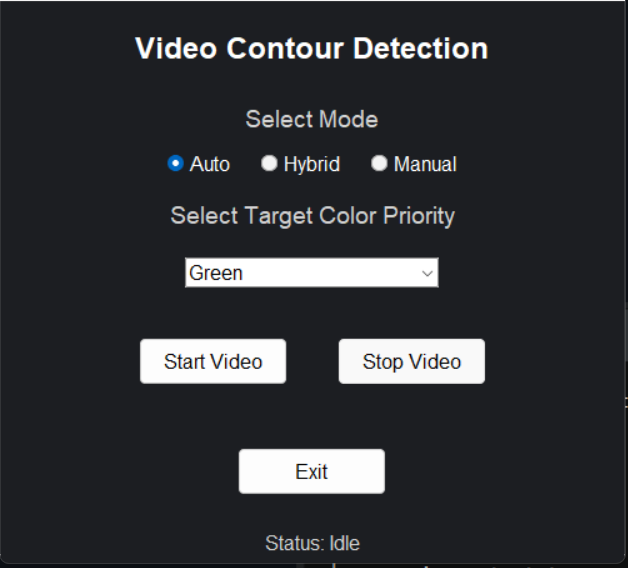 Video Contour Detection
Select Mode
Auto Hybrid Manual
Select Target Color Priority
Green
Start Video Stop Video
Exit
Status: Idle